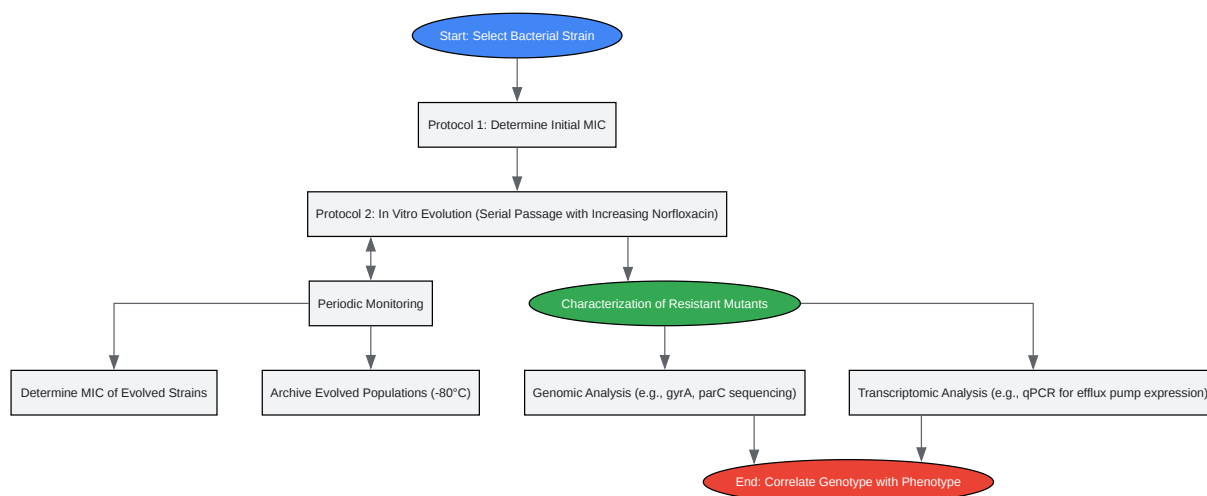 Start: Select Bacterial Strain
Protocol 1: Determine Initial MIC
Protocol 2: In Vitro Evolution (Serial Passage with Increasing Norfloxacin)
Periodic Monitoring
Characterization of Resistant Mutants
Determine MIC of Evolved Strains
Archive Evolved Populations (-80°C)
Genomic Analysis (e.g., gyrA, parC sequencing)
Transcriptomic Analysis (e.g., qPCR for efflux pump expression)
End: Correlate Genotype with Phenotype